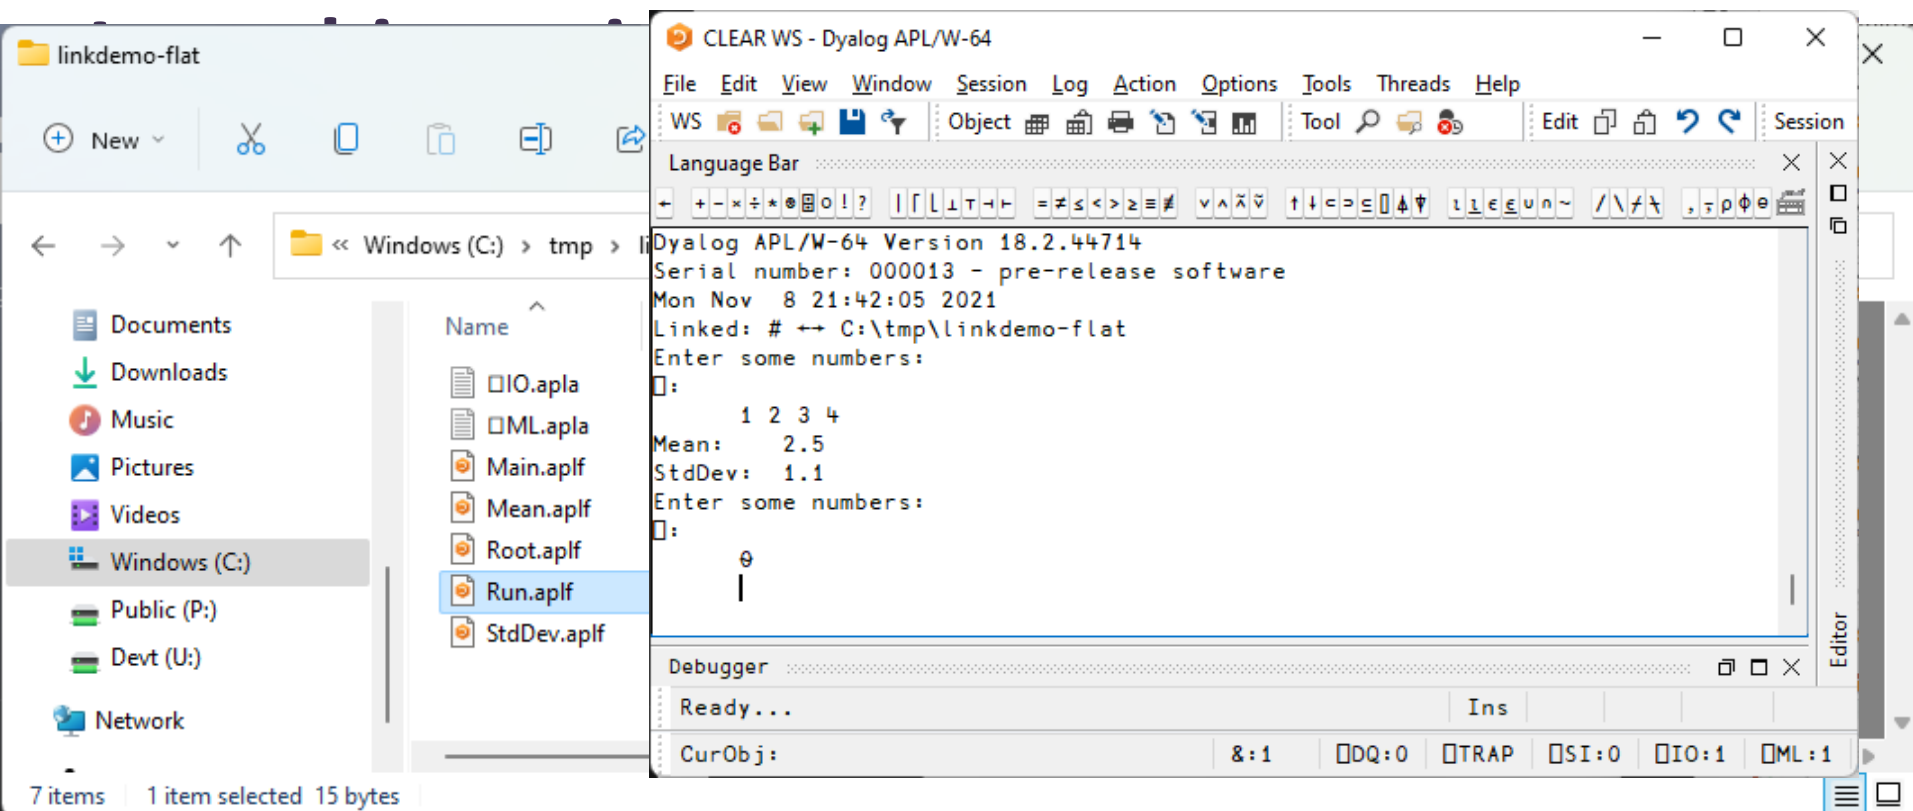 linkdemo-flat
New
Windows (C:) › tmp › li
Documents
Downloads
Music
Pictures
Videos
Windows (C:)
Public (P:)
Devt (U:)
Network
Name
⎕IO.apla
⎕ML.apla
Main.aplf
Mean.aplf
Root.aplf
Run.aplf
StdDev.aplf
7 items
1 item selected 15 bytes
CLEAR WS - Dyalog APL/W-64
File Edit View Window Session Log Action Options Tools Threads Help
WS Object Tool Edit Session
Language Bar
← + - × ÷ * ⍟ ⌹ ○ ! ? | ⌈ ⌊ ⊥ ⊤ ⊣ ⊢ = ≠ ≤ < > ≥ ≡ ≢ ∨ ∧ ⍲ ⍱ ↑ ↓ ⊂ ⊃ ⊆ ⌷ ⍋ ⍒ ⍳ ⍸ ∊ ⍷ ∪ ∩ ~ / \ ⌿ ⍀ , ⍪ ⍴ ⌽ ⊖
Dyalog APL/W-64 Version 18.2.44714
Serial number: 000013 - pre-release software
Mon Nov  8 21:42:05 2021
Linked: # ←→ C:\tmp\linkdemo-flat
Enter some numbers:
⎕:
1 2 3 4
Mean:    2.5
StdDev:  1.1
Enter some numbers:
⎕:
⍬
Editor
Debugger
Ready...
Ins
CurObj:
&:1
⎕DQ:0
⎕TRAP
⎕SI:0
⎕IO:1
⎕ML:1